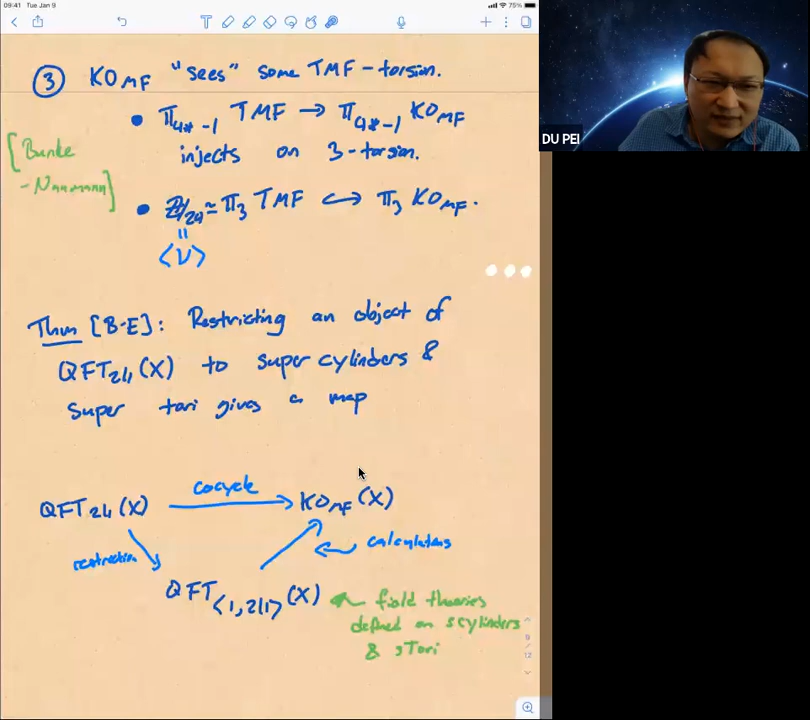 09:41 Tue Jan 9
75%
③ KO_MF "sees" some TMF-torsion.
• π_{4*-1} TMF → π_{4*-1} KO_MF
injects on 3-torsion.
[Bunke
-Naumann]
• ℤ/24 ≃ π_3 TMF ↪ π_3 KO_MF.
=
⟨ν⟩
Thm [B-E]: Restricting an object of
QFT_{2|1}(X) to super cylinders &
super tori gives a map
QFT_{2|1}(X) cocycle → KO_MF(X)
restriction
calculations
QFT_{⟨1,2|1⟩}(X)
field theories
defined on scylinders
& sTori
9
/
12
DU PEI